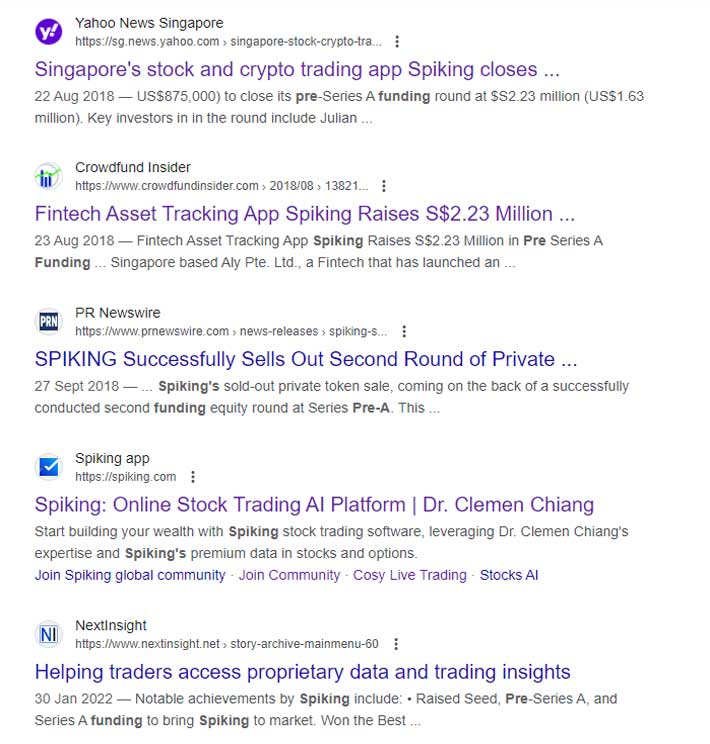 Yahoo News Singapore
https://sg.news.yahoo.com › singapore-stock-crypto-tra...
Singapore's stock and crypto trading app Spiking closes ...
22 Aug 2018 — US$875,000) to close its pre-Series A funding round at $S2.23 million (US$1.63
million). Key investors in in the round include Julian ...
Crowdfund Insider
https://www.crowdfundinsider.com › 2018/08 › 13821...
Fintech Asset Tracking App Spiking Raises S$2.23 Million ...
23 Aug 2018 — Fintech Asset Tracking App Spiking Raises S$2.23 Million in Pre Series A
Funding ... Singapore based Aly Pte. Ltd., a Fintech that has launched an ...
PRN
PR Newswire
https://www.prnewswire.com › news-releases › spiking-s...
SPIKING Successfully Sells Out Second Round of Private ...
27 Sept 2018 — ... Spiking's sold-out private token sale, coming on the back of a successfully
conducted second funding equity round at Series Pre-A. This ...
Spiking app
https://spiking.com
Spiking: Online Stock Trading AI Platform | Dr. Clemen Chiang
Start building your wealth with Spiking stock trading software, leveraging Dr. Clemen Chiang's
expertise and Spiking's premium data in stocks and options.
Join Spiking global community · Join Community · Cosy Live Trading · Stocks AI
NI
NextInsight
https://www.nextinsight.net › story-archive-mainmenu-60
Helping traders access proprietary data and trading insights
30 Jan 2022 — Notable achievements by Spiking include: • Raised Seed, Pre-Series A, and
Series A funding to bring Spiking to market. Won the Best ...